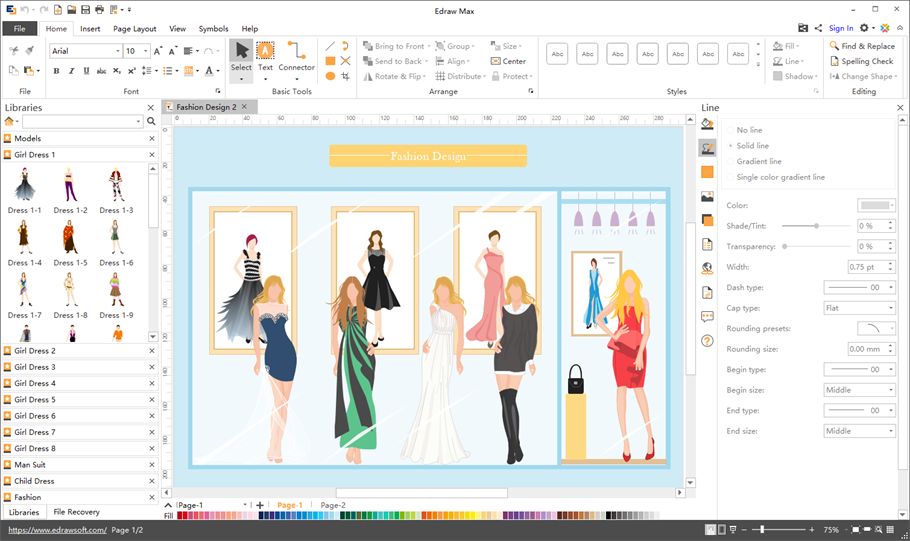 Edraw Max
File Home Insert Page Layout View Symbols Help Sign In
Arial 10
B I U abc X₂ X² A
Select Text Connector
Bring to Front Group Size
Send to Back Align Center
Rotate & Flip Distribute Protect
Abc Abc Abc Abc Abc Abc Abc
Fill Find & Replace
Line Spelling Check
Shadow Change Shape
File Font Basic Tools Arrange Styles Editing
Libraries
Models
Girl Dress 1
Dress 1-1 Dress 1-2 Dress 1-3
Dress 1-4 Dress 1-5 Dress 1-6
Dress 1-7 Dress 1-8 Dress 1-9
Girl Dress 2
Girl Dress 3
Girl Dress 4
Girl Dress 5
Girl Dress 6
Girl Dress 7
Girl Dress 8
Man Suit
Child Dress
Fashion
Libraries File Recovery
Fashion Design 2
Fashion Design
Page-1 Page-1 Page-2
Fill
Line
No line
Solid line
Gradient line
Single color gradient line
Color:
Shade/Tint: 0 %
Transparency: 0 %
Width: 0.75 pt
Dash type: 00
Cap type: Flat
Rounding presets:
Rounding size: 0.00 mm
Begin type: 00
Begin size: Middle
End type: 00
End size: Middle
https://www.edrawsoft.com/ Page 1/2 75%